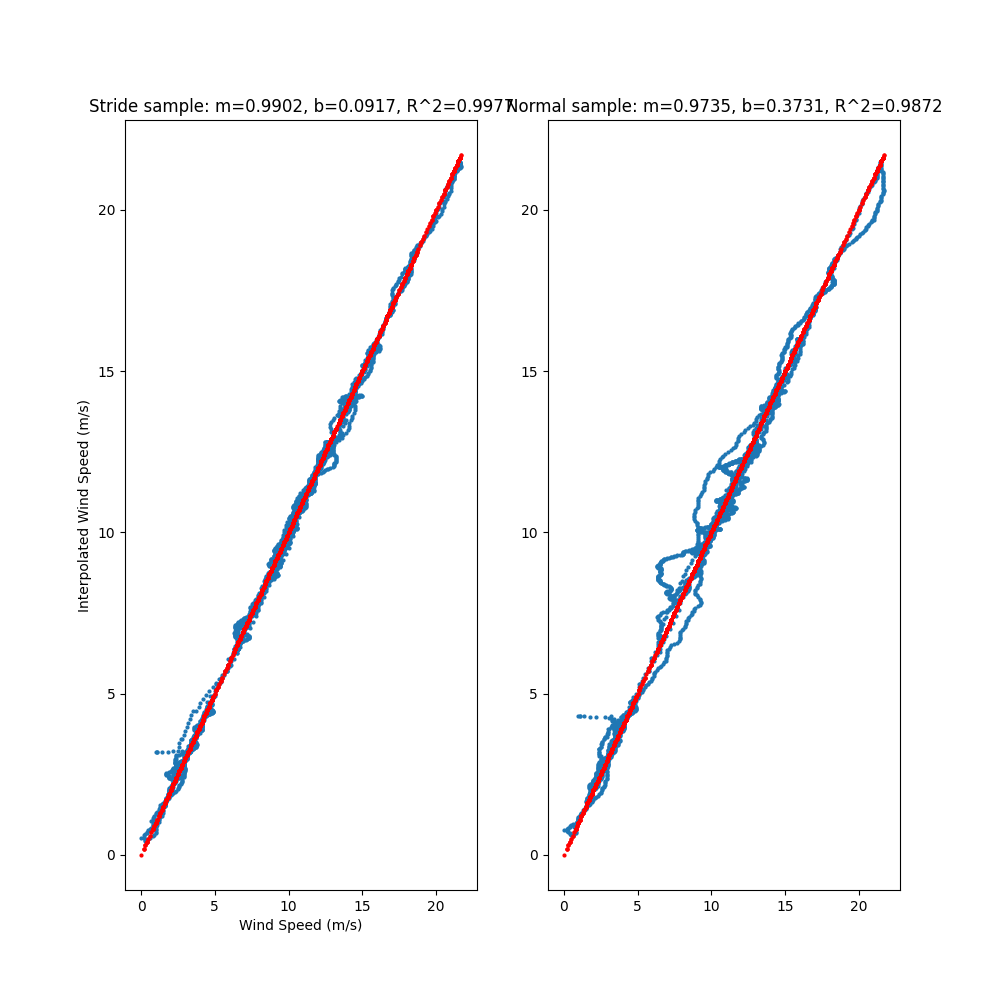 Stride sample: m=0.9902, b=0.0917, R^2=0.9977
Normal sample: m=0.9735, b=0.3731, R^2=0.9872
Interpolated Wind Speed (m/s)
20
15
10
5
0
0 5 10 15 20
Wind Speed (m/s)
20
15
10
5
0
0 5 10 15 20